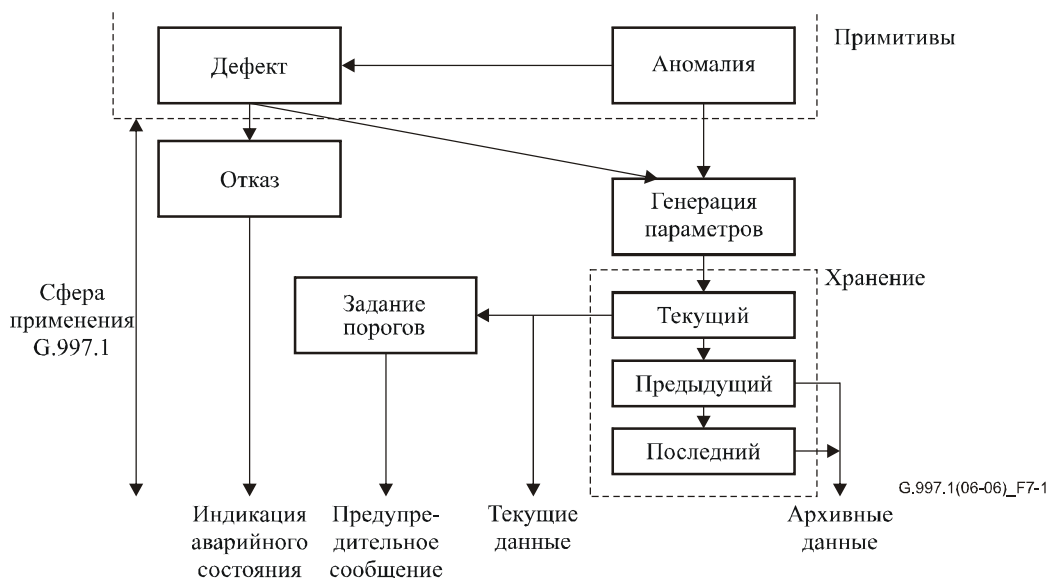 Примитивы
Дефект
Аномалия
Отказ
Генерация
параметров
Хранение
Сфера
применения
G.997.1
Задание
порогов
Текущий
Предыдущий
Последний
G.997.1(06-06)_F7-1
Индикация
аварийного
состояния
Предупре-
дительное
сообщение
Текущие
данные
Архивные
данные